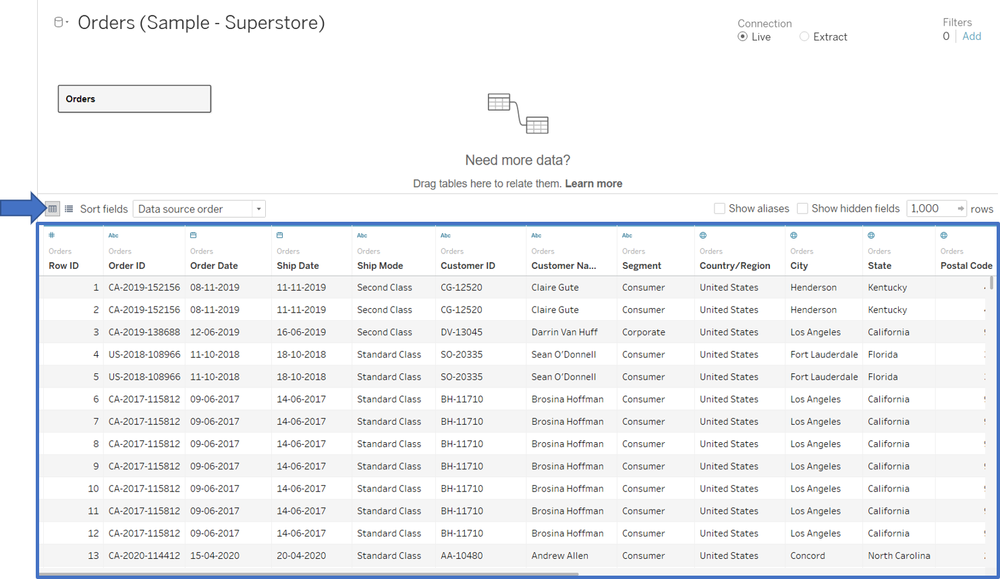 Orders (Sample - Superstore)
Connection
Live Extract
Filters
0 Add
Orders
Need more data?
Drag tables here to relate them. Learn more
Sort fields Data source order Show aliases Show hidden fields 1,000 rows
# Abc Abc Abc Abc Abc
Orders Orders Orders Orders Orders Orders Orders Orders Orders Orders Orders Orders
Row ID Order ID Order Date Ship Date Ship Mode Customer ID Customer Na... Segment Country/Region City State Postal Code
1 CA-2019-152156 08-11-2019 11-11-2019 Second Class CG-12520 Claire Gute Consumer United States Henderson Kentucky
2 CA-2019-152156 08-11-2019 11-11-2019 Second Class CG-12520 Claire Gute Consumer United States Henderson Kentucky
3 CA-2019-138688 12-06-2019 16-06-2019 Second Class DV-13045 Darrin Van Huff Corporate United States Los Angeles California
4 US-2018-108966 11-10-2018 18-10-2018 Standard Class SO-20335 Sean O’Donnell Consumer United States Fort Lauderdale Florida
5 US-2018-108966 11-10-2018 18-10-2018 Standard Class SO-20335 Sean O’Donnell Consumer United States Fort Lauderdale Florida
6 CA-2017-115812 09-06-2017 14-06-2017 Standard Class BH-11710 Brosina Hoffman Consumer United States Los Angeles California
7 CA-2017-115812 09-06-2017 14-06-2017 Standard Class BH-11710 Brosina Hoffman Consumer United States Los Angeles California
8 CA-2017-115812 09-06-2017 14-06-2017 Standard Class BH-11710 Brosina Hoffman Consumer United States Los Angeles California
9 CA-2017-115812 09-06-2017 14-06-2017 Standard Class BH-11710 Brosina Hoffman Consumer United States Los Angeles California
10 CA-2017-115812 09-06-2017 14-06-2017 Standard Class BH-11710 Brosina Hoffman Consumer United States Los Angeles California
11 CA-2017-115812 09-06-2017 14-06-2017 Standard Class BH-11710 Brosina Hoffman Consumer United States Los Angeles California
12 CA-2017-115812 09-06-2017 14-06-2017 Standard Class BH-11710 Brosina Hoffman Consumer United States Los Angeles California
13 CA-2020-114412 15-04-2020 20-04-2020 Standard Class AA-10480 Andrew Allen Consumer United States Concord North Carolina